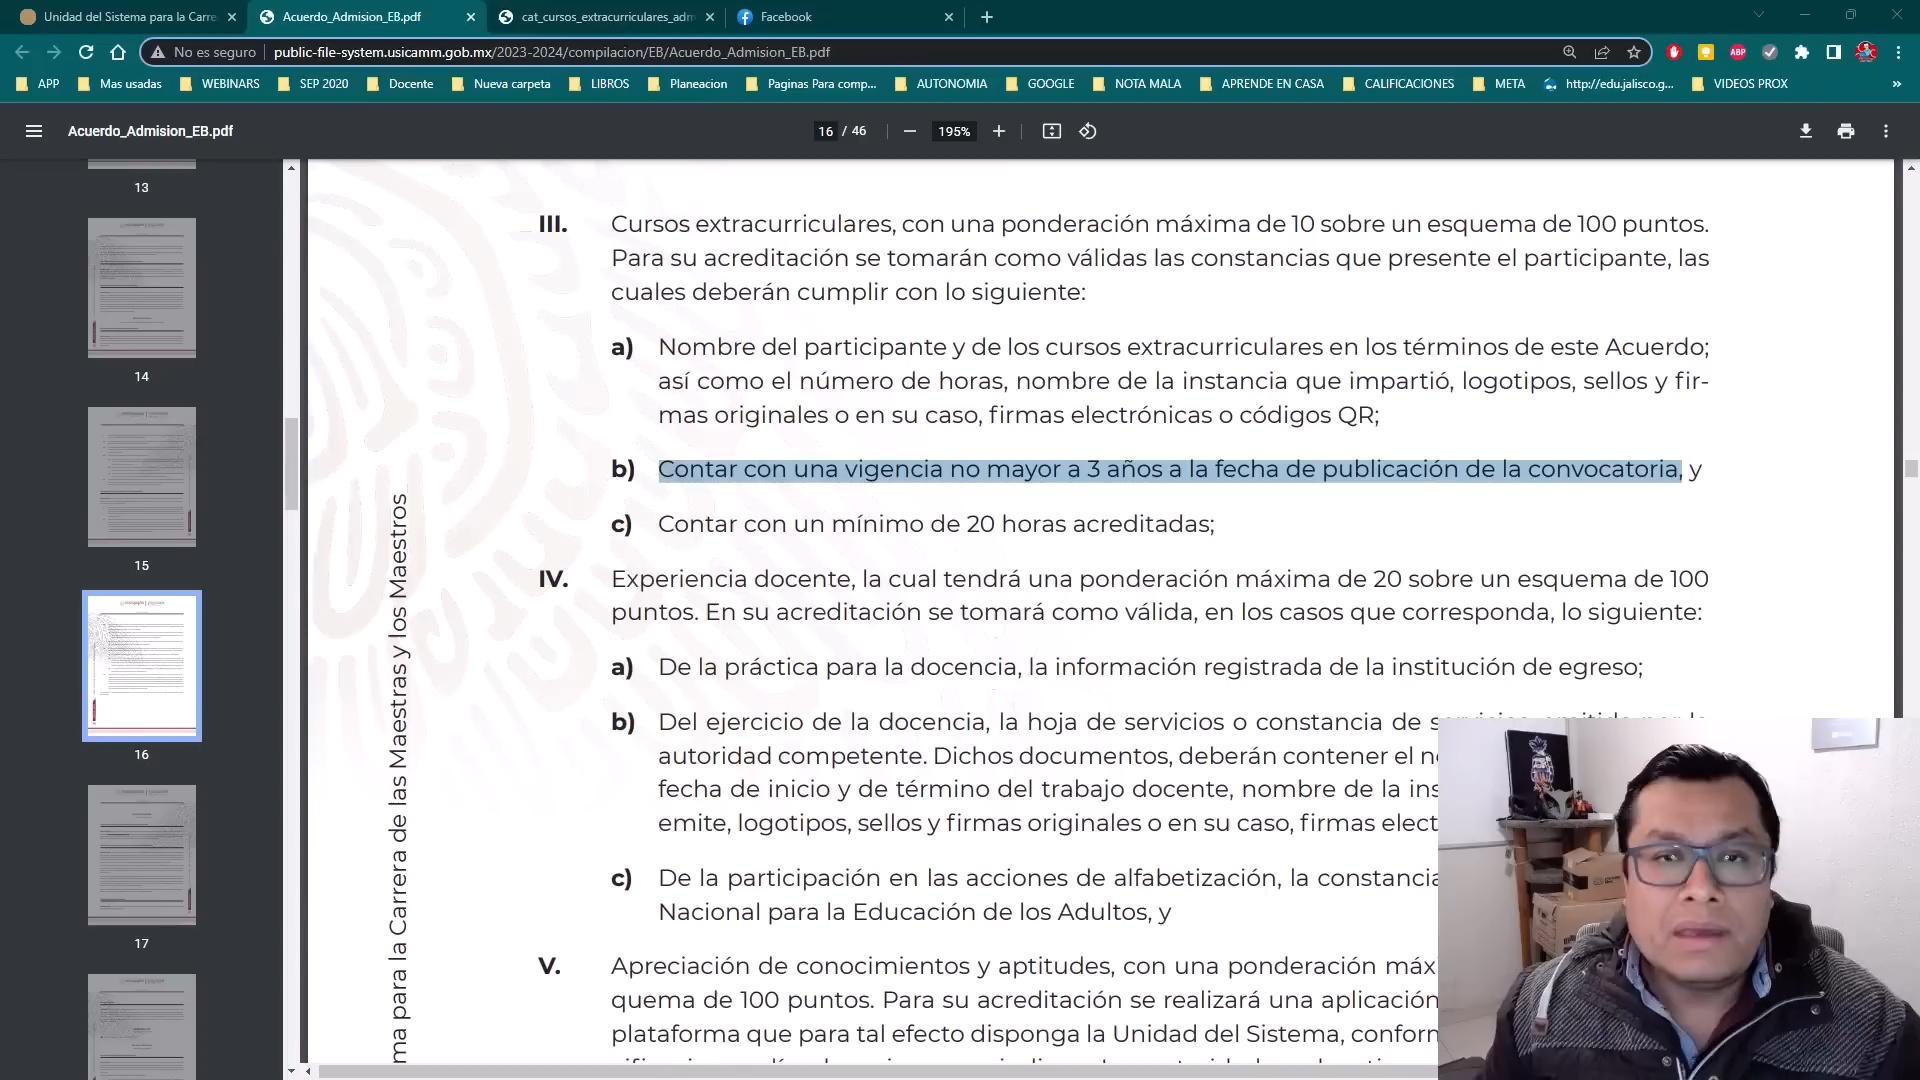 Unidad del Sistema para la Carre
Acuerdo_Admision_EB.pdf
cat_cursos_extracurriculares_adm
Facebook
No es seguro
public-file-system.usicamm.gob.mx/2023-2024/compilacion/EB/Acuerdo_Admision_EB.pdf
APP
Mas usadas
WEBINARS
SEP 2020
Docente
Nueva carpeta
LIBROS
Planeacion
Paginas Para comp...
AUTONOMIA
GOOGLE
NOTA MALA
APRENDE EN CASA
CALIFICACIONES
META
http://edu.jalisco.g...
VIDEOS PROX
»
Acuerdo_Admision_EB.pdf
16 / 46
195%
13
14
15
16
17
ma para la Carrera de las Maestras y los Maestros
III. Cursos extracurriculares, con una ponderación máxima de 10 sobre un esquema de 100 puntos.
Para su acreditación se tomarán como válidas las constancias que presente el participante, las
cuales deberán cumplir con lo siguiente:
a) Nombre del participante y de los cursos extracurriculares en los términos de este Acuerdo;
así como el número de horas, nombre de la instancia que impartió, logotipos, sellos y fir-
mas originales o en su caso, firmas electrónicas o códigos QR;
b) Contar con una vigencia no mayor a 3 años a la fecha de publicación de la convocatoria, y
c) Contar con un mínimo de 20 horas acreditadas;
IV. Experiencia docente, la cual tendrá una ponderación máxima de 20 sobre un esquema de 100
puntos. En su acreditación se tomará como válida, en los casos que corresponda, lo siguiente:
a) De la práctica para la docencia, la información registrada de la institución de egreso;
b) Del ejercicio de la docencia, la hoja de servicios o constancia de
autoridad competente. Dichos documentos, deberán contener el
fecha de inicio y de término del trabajo docente, nombre de la ins
emite, logotipos, sellos y firmas originales o en su caso, firmas elect
c) De la participación en las acciones de alfabetización, la constancia
Nacional para la Educación de los Adultos, y
V. Apreciación de conocimientos y aptitudes, con una ponderación máx
quema de 100 puntos. Para su acreditación se realizará una aplicación
plataforma que para tal efecto disponga la Unidad del Sistema, conform